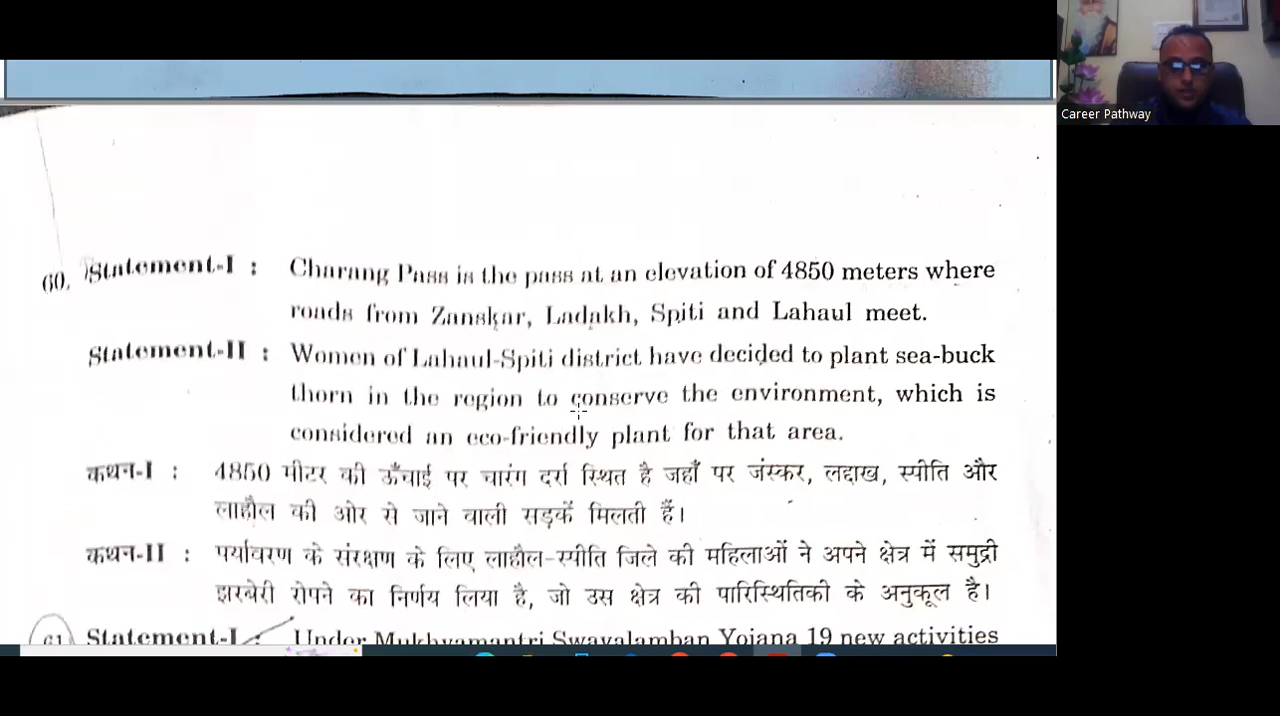 Career Pathway
60. Statement-I : Charang Pass is the pass at an elevation of 4850 meters where
roads from Zanskar, Ladakh, Spiti and Lahaul meet.
Statement-II : Women of Lahaul-Spiti district have decided to plant sea-buck
thorn in the region to conserve the environment, which is
considered an eco-friendly plant for that area.
कथन-I : 4850 मीटर की ऊँचाई पर चारंग दर्रा स्थित है जहाँ पर जंस्कर, लद्दाख, स्पीति और
लाहौल की ओर से जाने वाली सड़कें मिलती हैं।
कथन-II : पर्यावरण के संरक्षण के लिए लाहौल-स्पीति जिले की महिलाओं ने अपने क्षेत्र में समुद्री
झरबेरी रोपने का निर्णय लिया है, जो उस क्षेत्र की पारिस्थितिकी के अनुकूल है।
61 Statement-I : Under Mukhyamantri Swavalamban Yojana 19 new activities